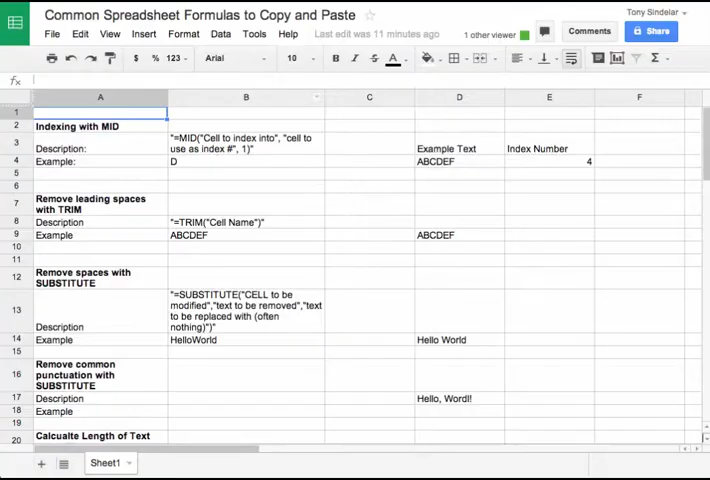 Common Spreadsheet Formulas to Copy and Paste
Tony Sindelar
File Edit View Insert Format Data Tools Help Last edit was 11 minutes ago
1 other viewer
Comments
Share
$ % 123 Arial 10 B I S A Σ
fx
A B C D E F
1
2 Indexing with MID
3 Description: "=MID("Cell to index into", "cell to use as index #", 1)" Example Text Index Number
4 Example: D ABCDEF 4
5
6
7 Remove leading spaces with TRIM
8 Description "=TRIM("Cell Name")"
9 Example ABCDEF ABCDEF
10
11
12 Remove spaces with SUBSTITUTE
13 Description "=SUBSTITUTE("CELL to be modified","text to be removed","text to be replaced with (often nothing)")"
14 Example HelloWorld Hello World
15
16 Remove common punctuation with SUBSTITUTE
17 Description Hello, Wordl!
18 Example
19
20 Calcualte Length of Text
Sheet1